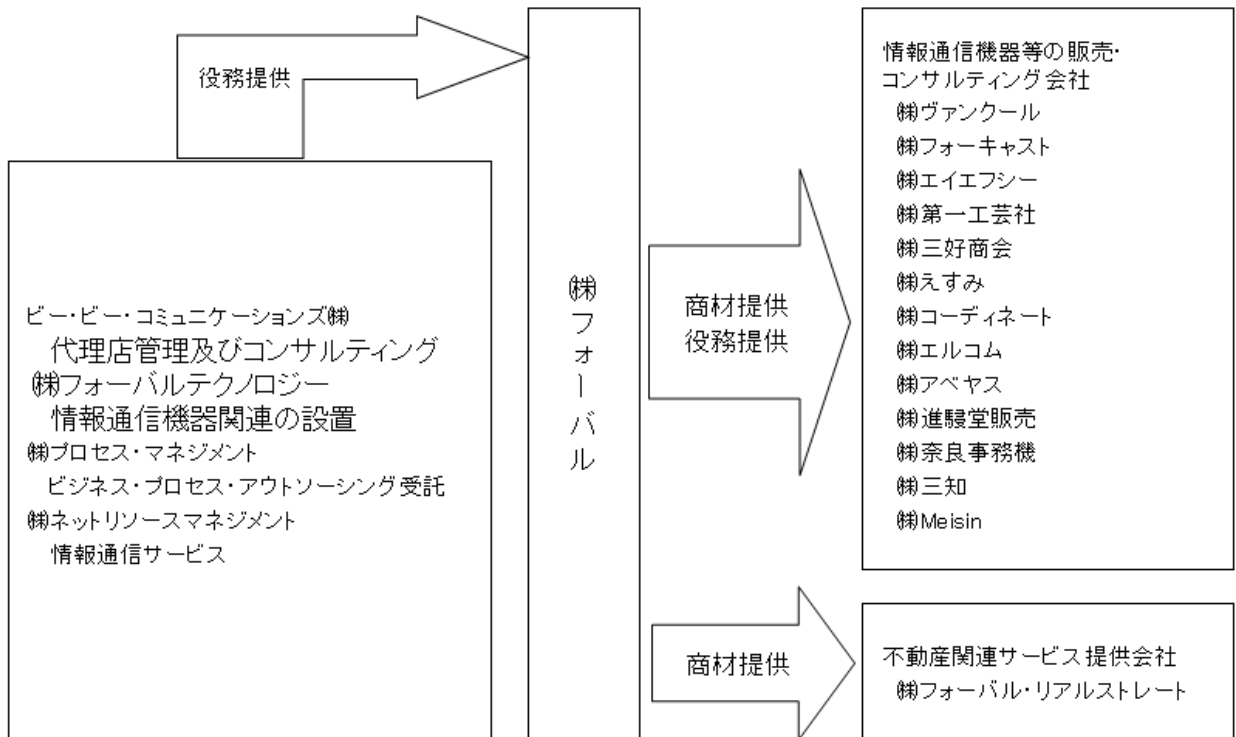 役務提供
ビー・ビー・コミュニケーションズ㈱
代理店管理及びコンサルティング
㈱フォーバルテクノロジー
情報通信機器関連の設置
㈱プロセス・マネジメント
ビジネス・プロセス・アウトソーシング受託
㈱ネットリソースマネジメント
情報通信サービス
㈱フォーバル
商材提供
役務提供
商材提供
情報通信機器等の販売・
コンサルティング会社
㈱ヴァンクール
㈱フォーキャスト
㈱エイエフシー
㈱第一工芸社
㈱三好商会
㈱えすみ
㈱コーディネート
㈱エルコム
㈱アベヤス
㈱進駸堂販売
㈱奈良事務機
㈱三知
㈱Meisin
不動産関連サービス提供会社
㈱フォーバル・リアルストレート